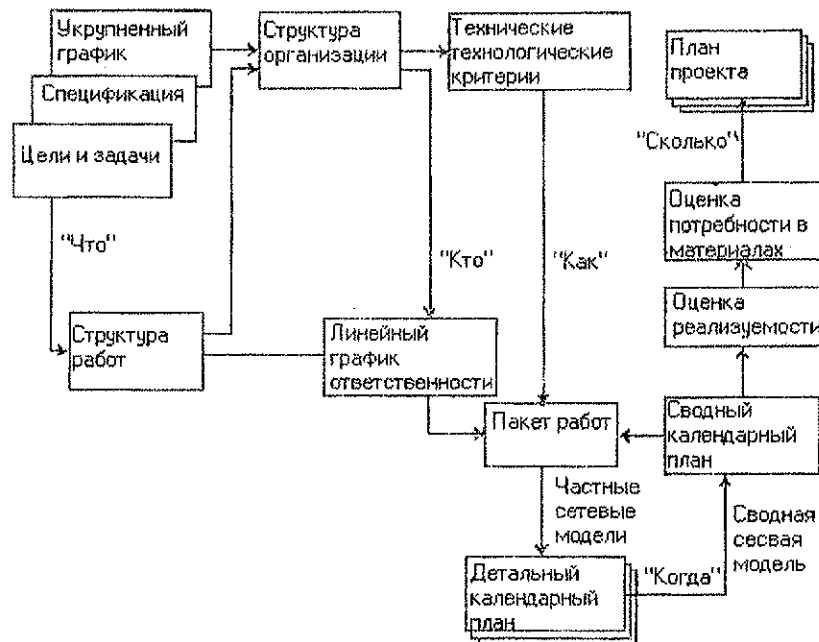 Укрупненный
график
Спецификация
Цели и задачи
Структура
организации
Технические
технологические
критерии
План
проекта
"Сколько"
"Что"
"Кто"
"Как"
Оценка
потребности в
материалах
Оценка
реализуемости
Структура
работ
Линейный
график
ответственности
Пакет работ
Сводный
календарный
план
Частные
сетевые
модели
Сводная
сесвая
модель
Детальный
календарный
план
"Когда"